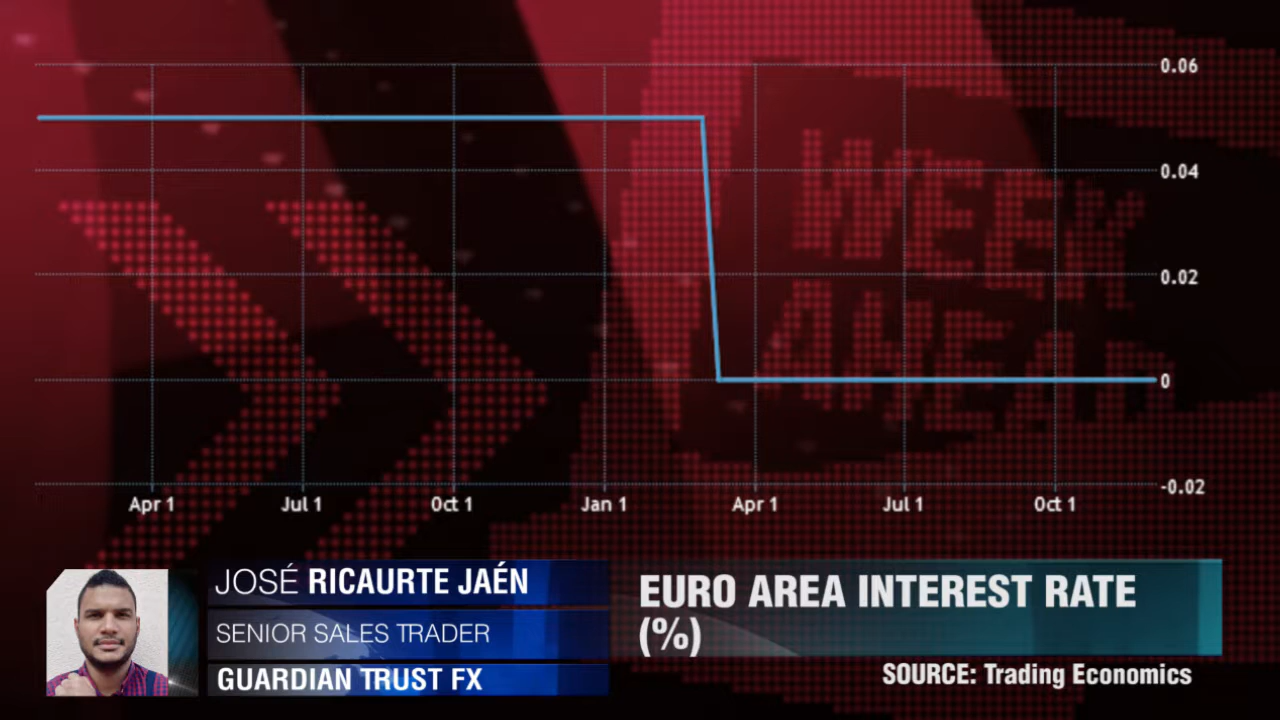 WEEK
AHEAD
0.06
0.04
0.02
0
-0.02
Apr 1
Jul 1
Oct 1
Jan 1
Apr 1
Jul 1
Oct 1
JOSÉ RICAURTE JAÉN
SENIOR SALES TRADER
GUARDIAN TRUST FX
EURO AREA INTEREST RATE
(%)
SOURCE: Trading Economics